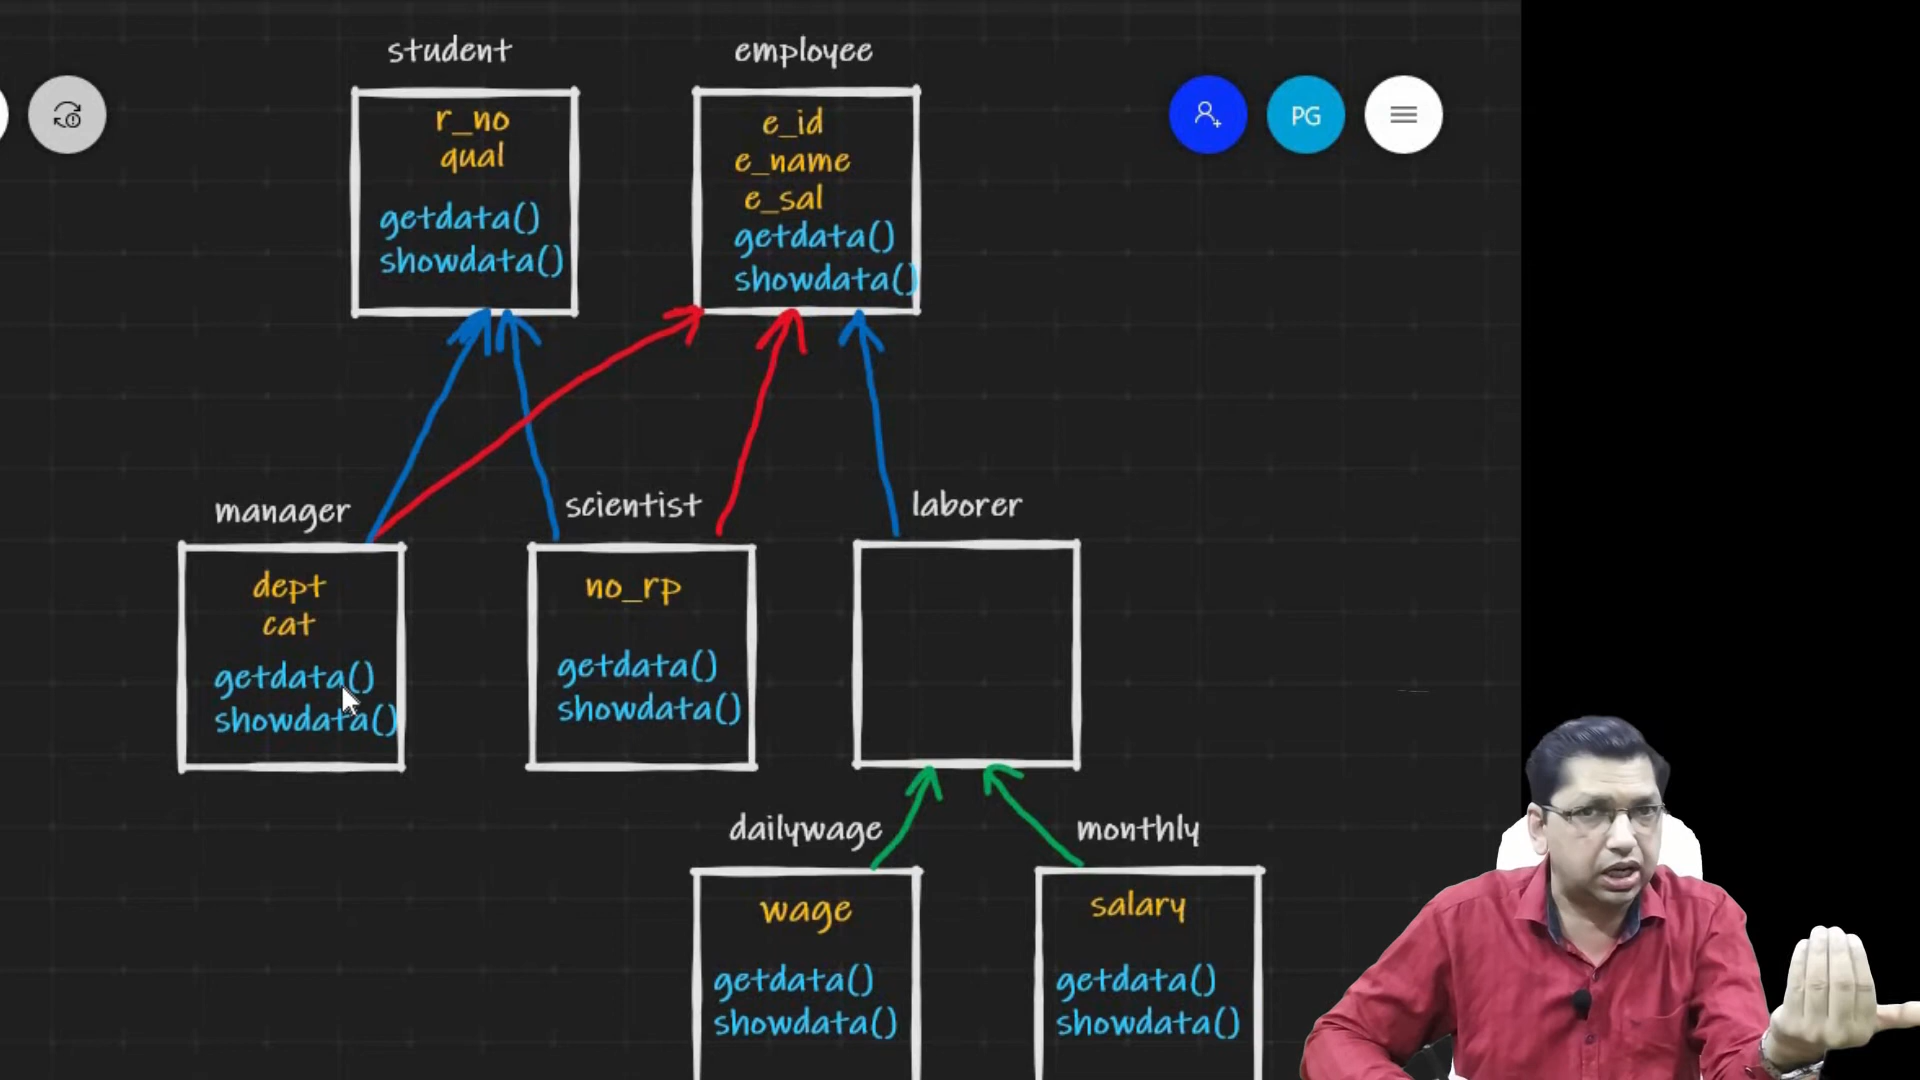 student
employee
r_no
qual
getdata()
showdata()
e_id
e_name
e_sal
getdata()
showdata()
PG
manager
scientist
laborer
dept
cat
getdata()
showdata()
no_rp
getdata()
showdata()
dailywage
monthly
wage
getdata()
showdata()
salary
getdata()
showdata()